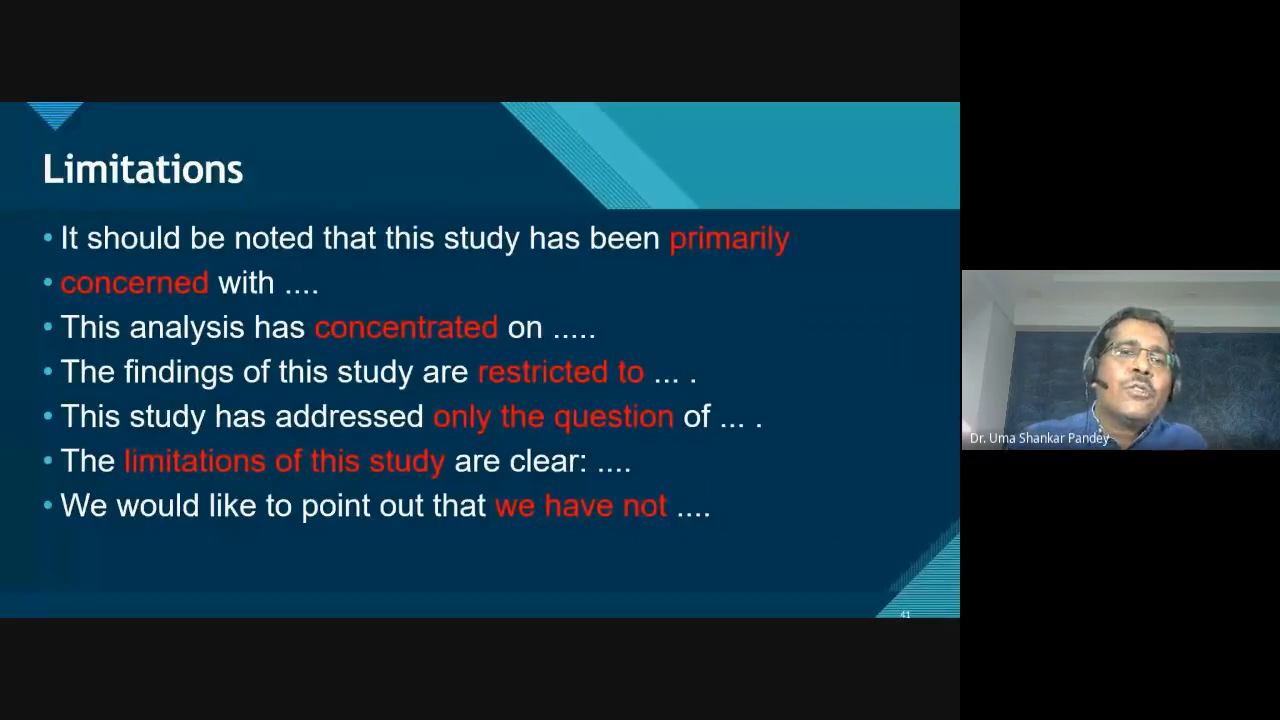 Limitations
• It should be noted that this study has been primarily
• concerned with ....
• This analysis has concentrated on .....
• The findings of this study are restricted to ... .
• This study has addressed only the question of ... .
• The limitations of this study are clear: ....
• We would like to point out that we have not ....
41
Dr. Uma Shankar Pandey